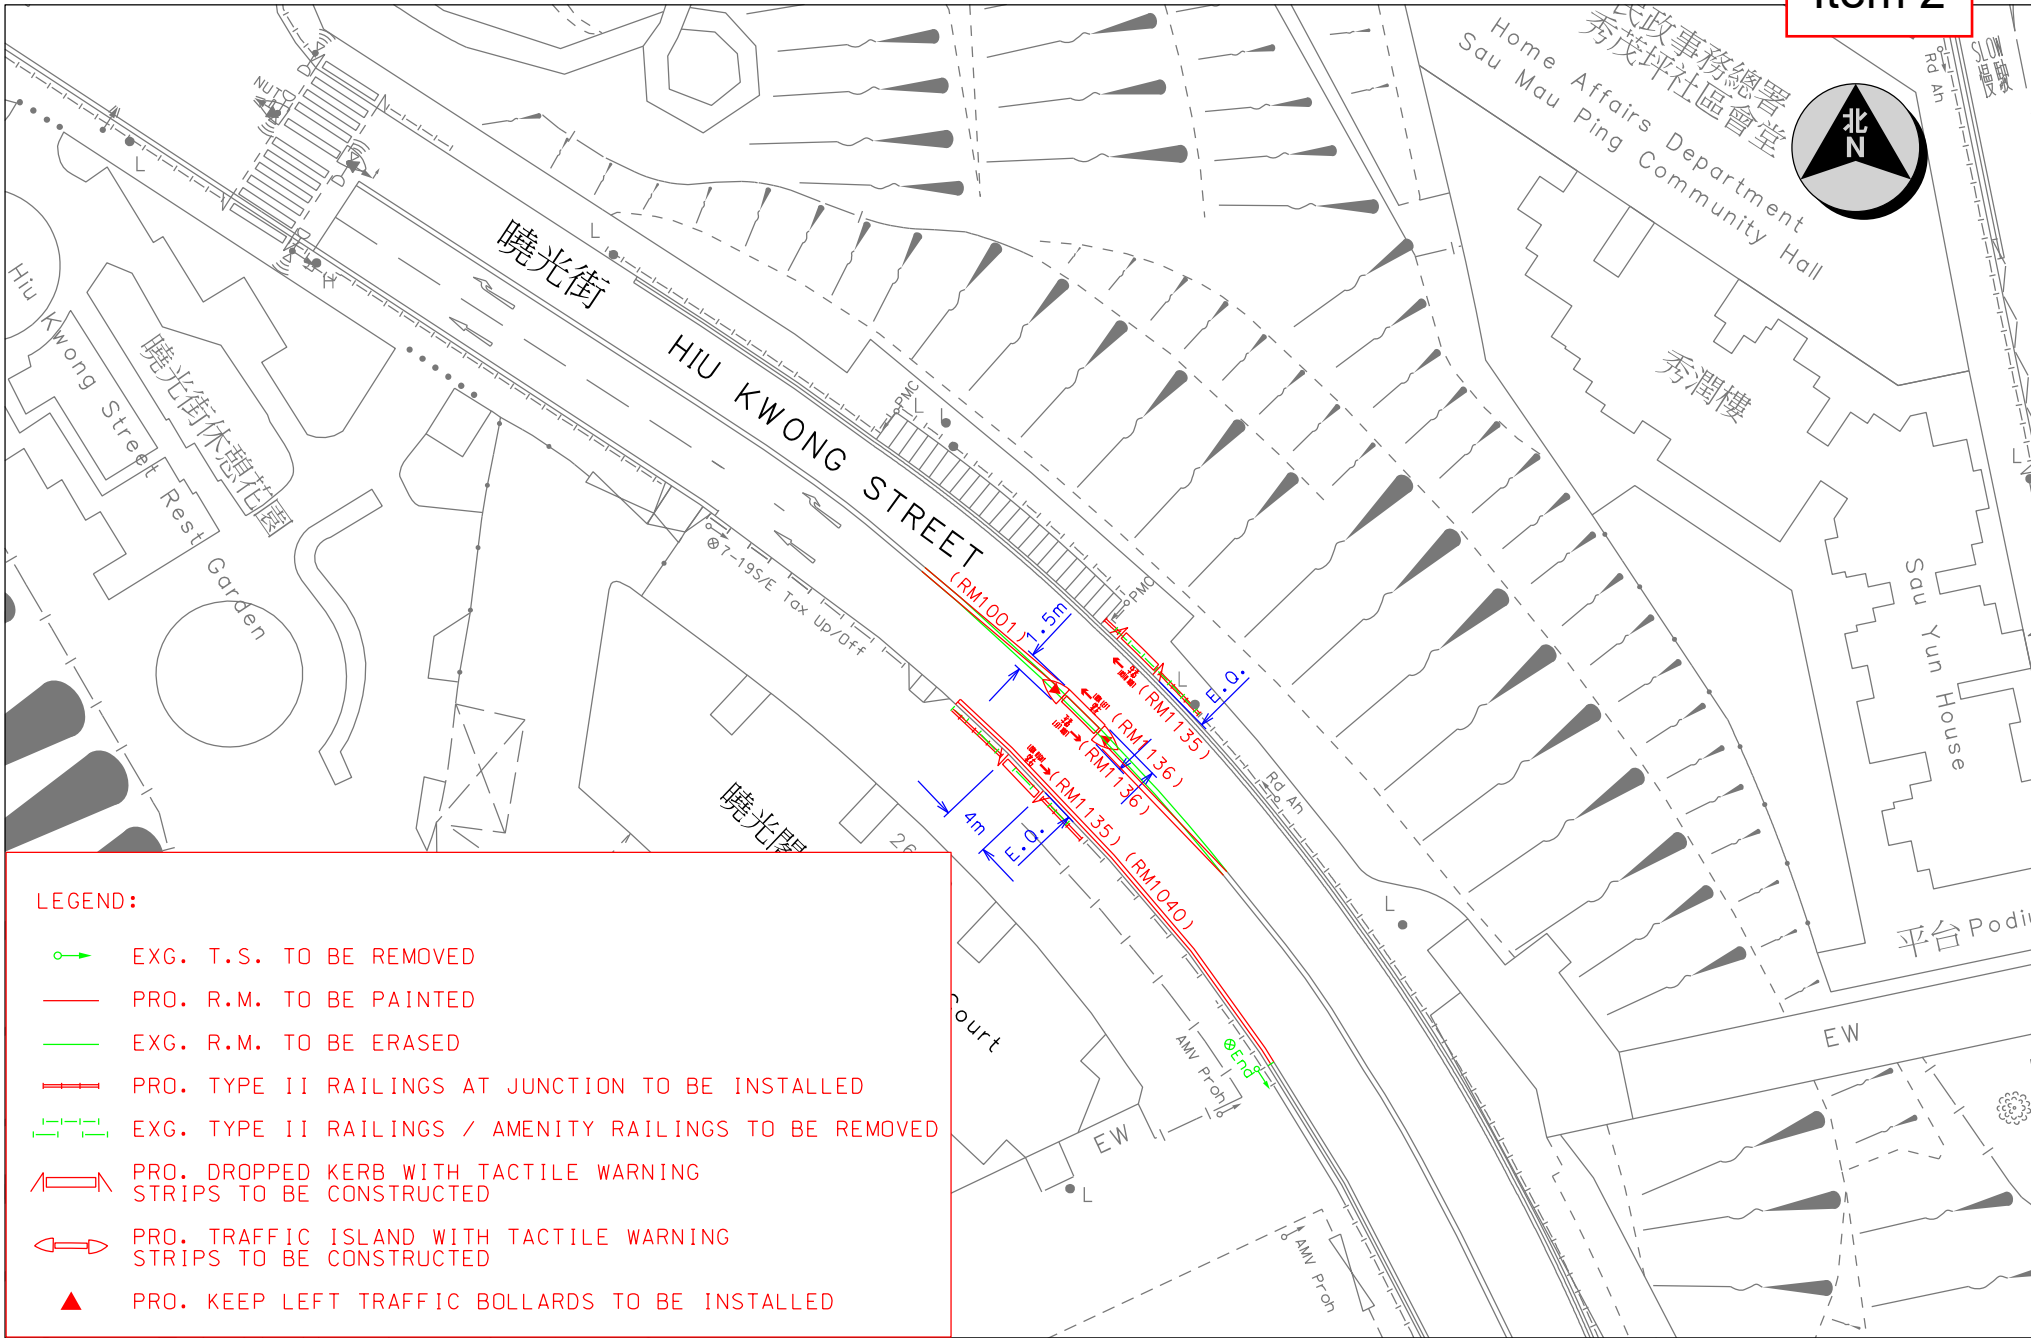 Item 2
民政事務總署
秀茂坪社區會堂
Home Affairs Department
Sau Mau Ping Community Hall
Rd Ah
北
N
NUT
L
H
L
曉光街
HIU KWONG STREET
Hiu Kwong Street Rest Garden
曉光街休憩花園
PMC
L
L
秀潤樓
Sau Yun House
L
7-19S/E Tax Up/Off
(RM1001)
1.5m
PMC
L
E.Q.
(RM1135)
(RM1136)
(RM1136)
(RM1135)
(RM1040)
4m
E.Q.
Rd Ah
曉光閣
26
Court
L
平台 Podi
EW
AMV Proh
End
EW
L
AMV Proh
LEGEND:
EXG. T.S. TO BE REMOVED
PRO. R.M. TO BE PAINTED
EXG. R.M. TO BE ERASED
PRO. TYPE II RAILINGS AT JUNCTION TO BE INSTALLED
EXG. TYPE II RAILINGS / AMENITY RAILINGS TO BE REMOVED
PRO. DROPPED KERB WITH TACTILE WARNING
STRIPS TO BE CONSTRUCTED
PRO. TRAFFIC ISLAND WITH TACTILE WARNING
STRIPS TO BE CONSTRUCTED
PRO. KEEP LEFT TRAFFIC BOLLARDS TO BE INSTALLED